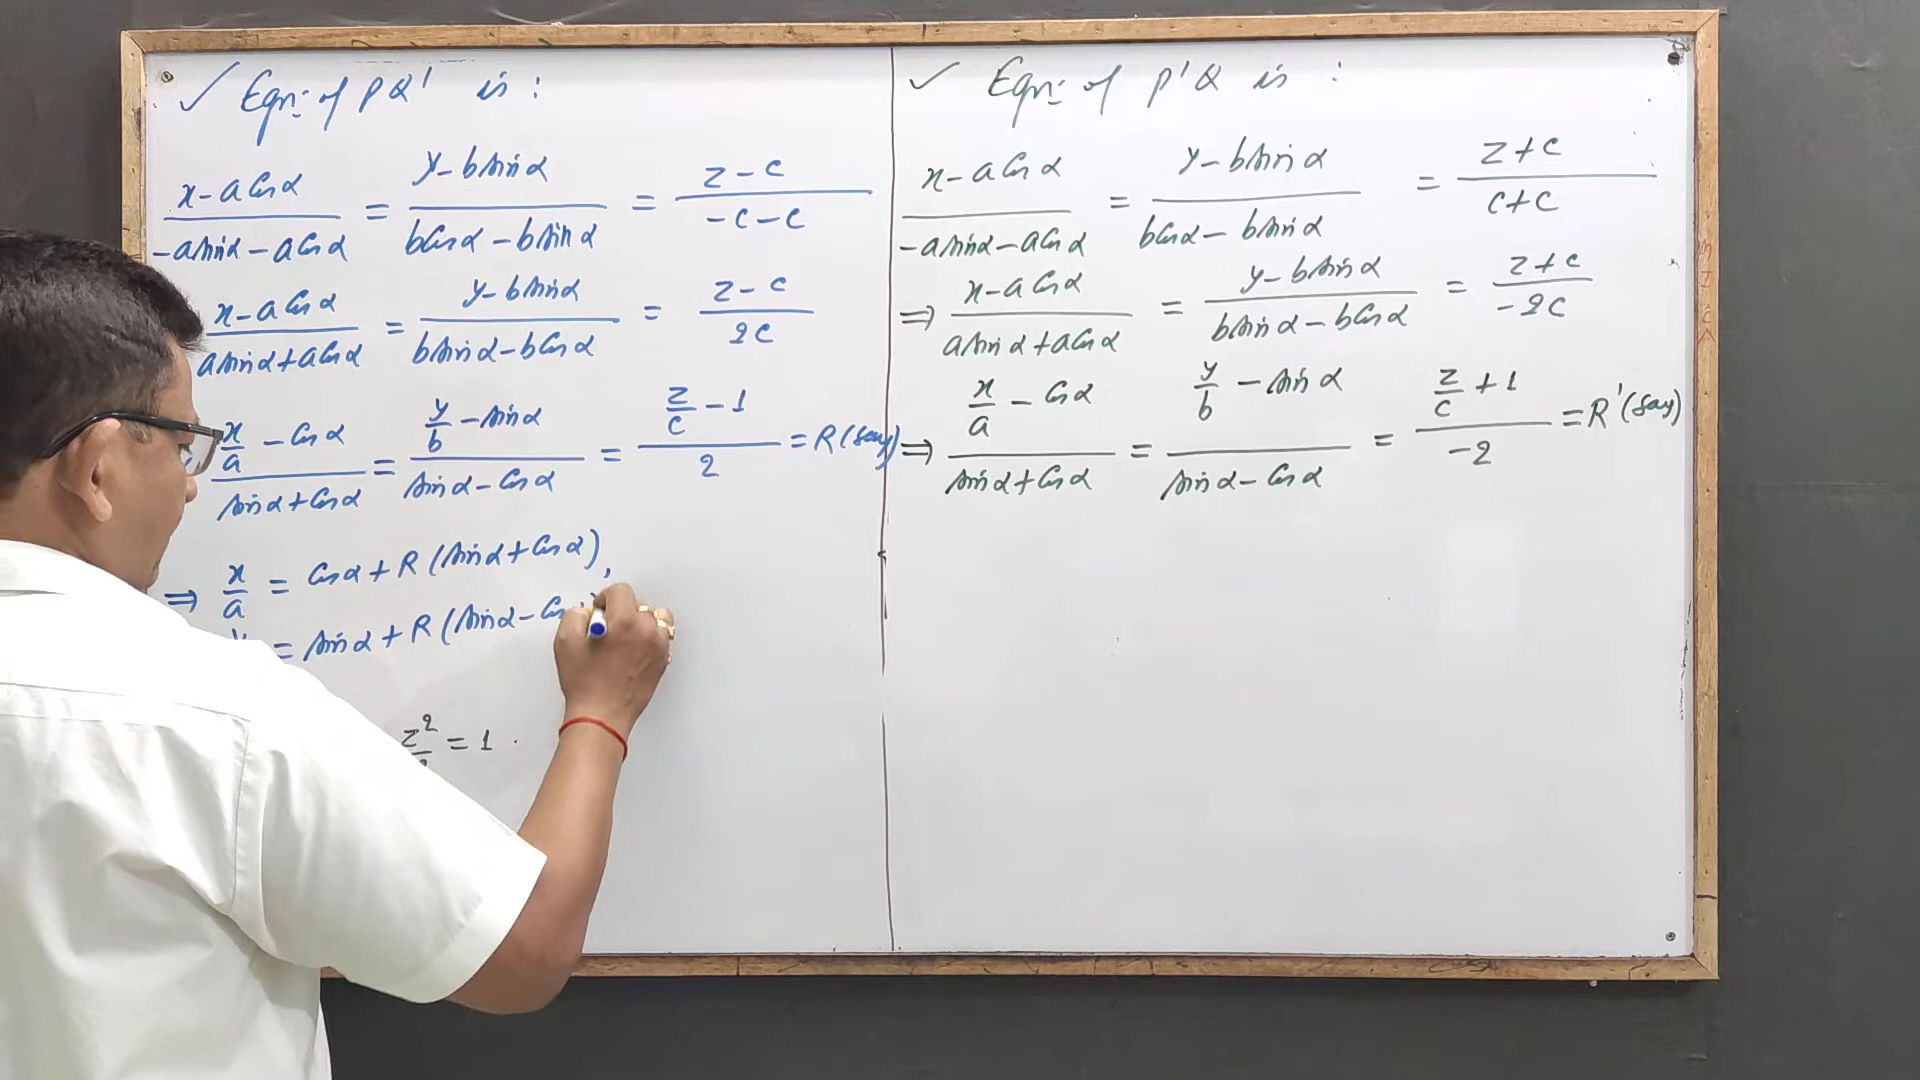 ✓ Eqn: of PQ' is :
(x - a cos α)/(-a sin α - a cos α) = (y - b sin α)/(b cos α - b sin α) = (z - c)/(-c - c)
(x - a cos α)/(a sin α + a cos α) = (y - b sin α)/(b sin α - b cos α) = (z - c)/(2c)
(x/a - cos α)/(sin α + cos α) = (y/b - sin α)/(sin α - cos α) = (z/c - 1)/2 = R (say)
⇒ x/a = cos α + R (sin α + cos α),
= sin α + R (sin α -
z² = 1 .
✓ Eqn: of P'Q is :
(x - a cos α)/(-a sin α - a cos α) = (y - b sin α)/(b cos α - b sin α) = (z + c)/(c + c)
⇒ (x - a cos α)/(a sin α + a cos α) = (y - b sin α)/(b sin α - b cos α) = (z + c)/(-2c)
⇒ (x/a - cos α)/(sin α + cos α) = (y/b - sin α)/(sin α - cos α) = (z/c + 1)/(-2) = R' (say)